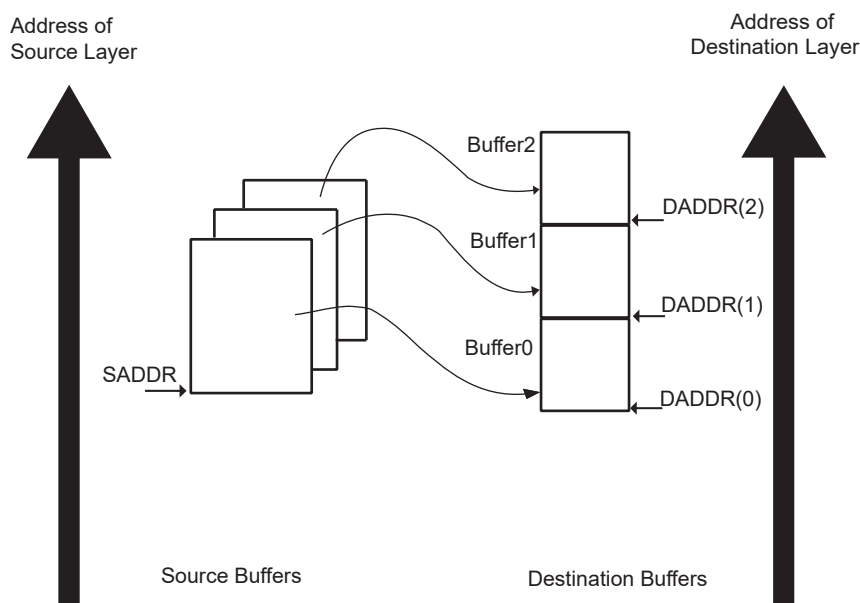 Address of
Source Layer
Address of
Destination Layer
Buffer2
DADDR(2)
Buffer1
DADDR(1)
Buffer0
SADDR
DADDR(0)
Source Buffers
Destination Buffers